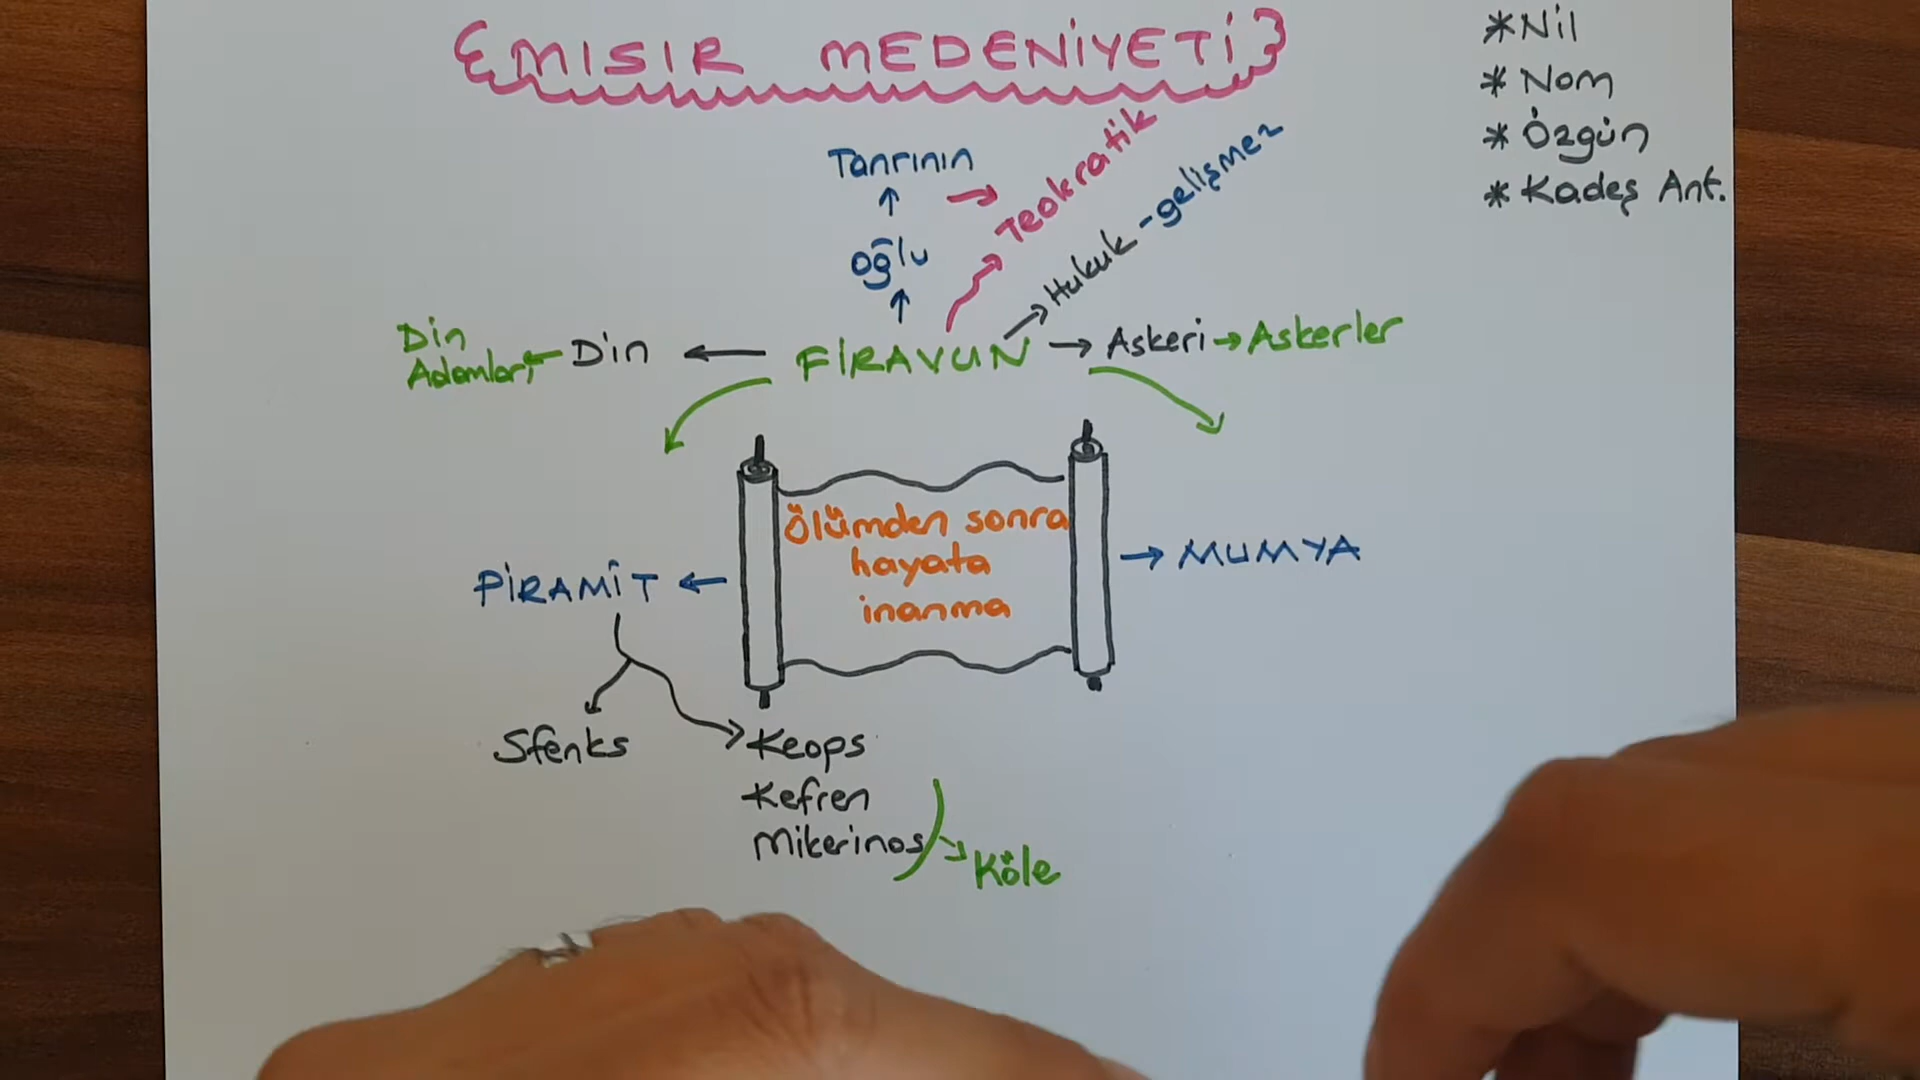 MISIR MEDENİYETİ
* Nil
* Nom
* Özgün
* Kadeş Ant.
Tanrının
Oğlu
Teokratik
Hukuk - gelişmez
Din
Adamları
Din
FİRAVUN
Askeri
Askerler
Ölümden sonra
hayata
inanma
PİRAMİT
MUMYA
Sfenks
Keops
Kefren
Mikerinos
Köle